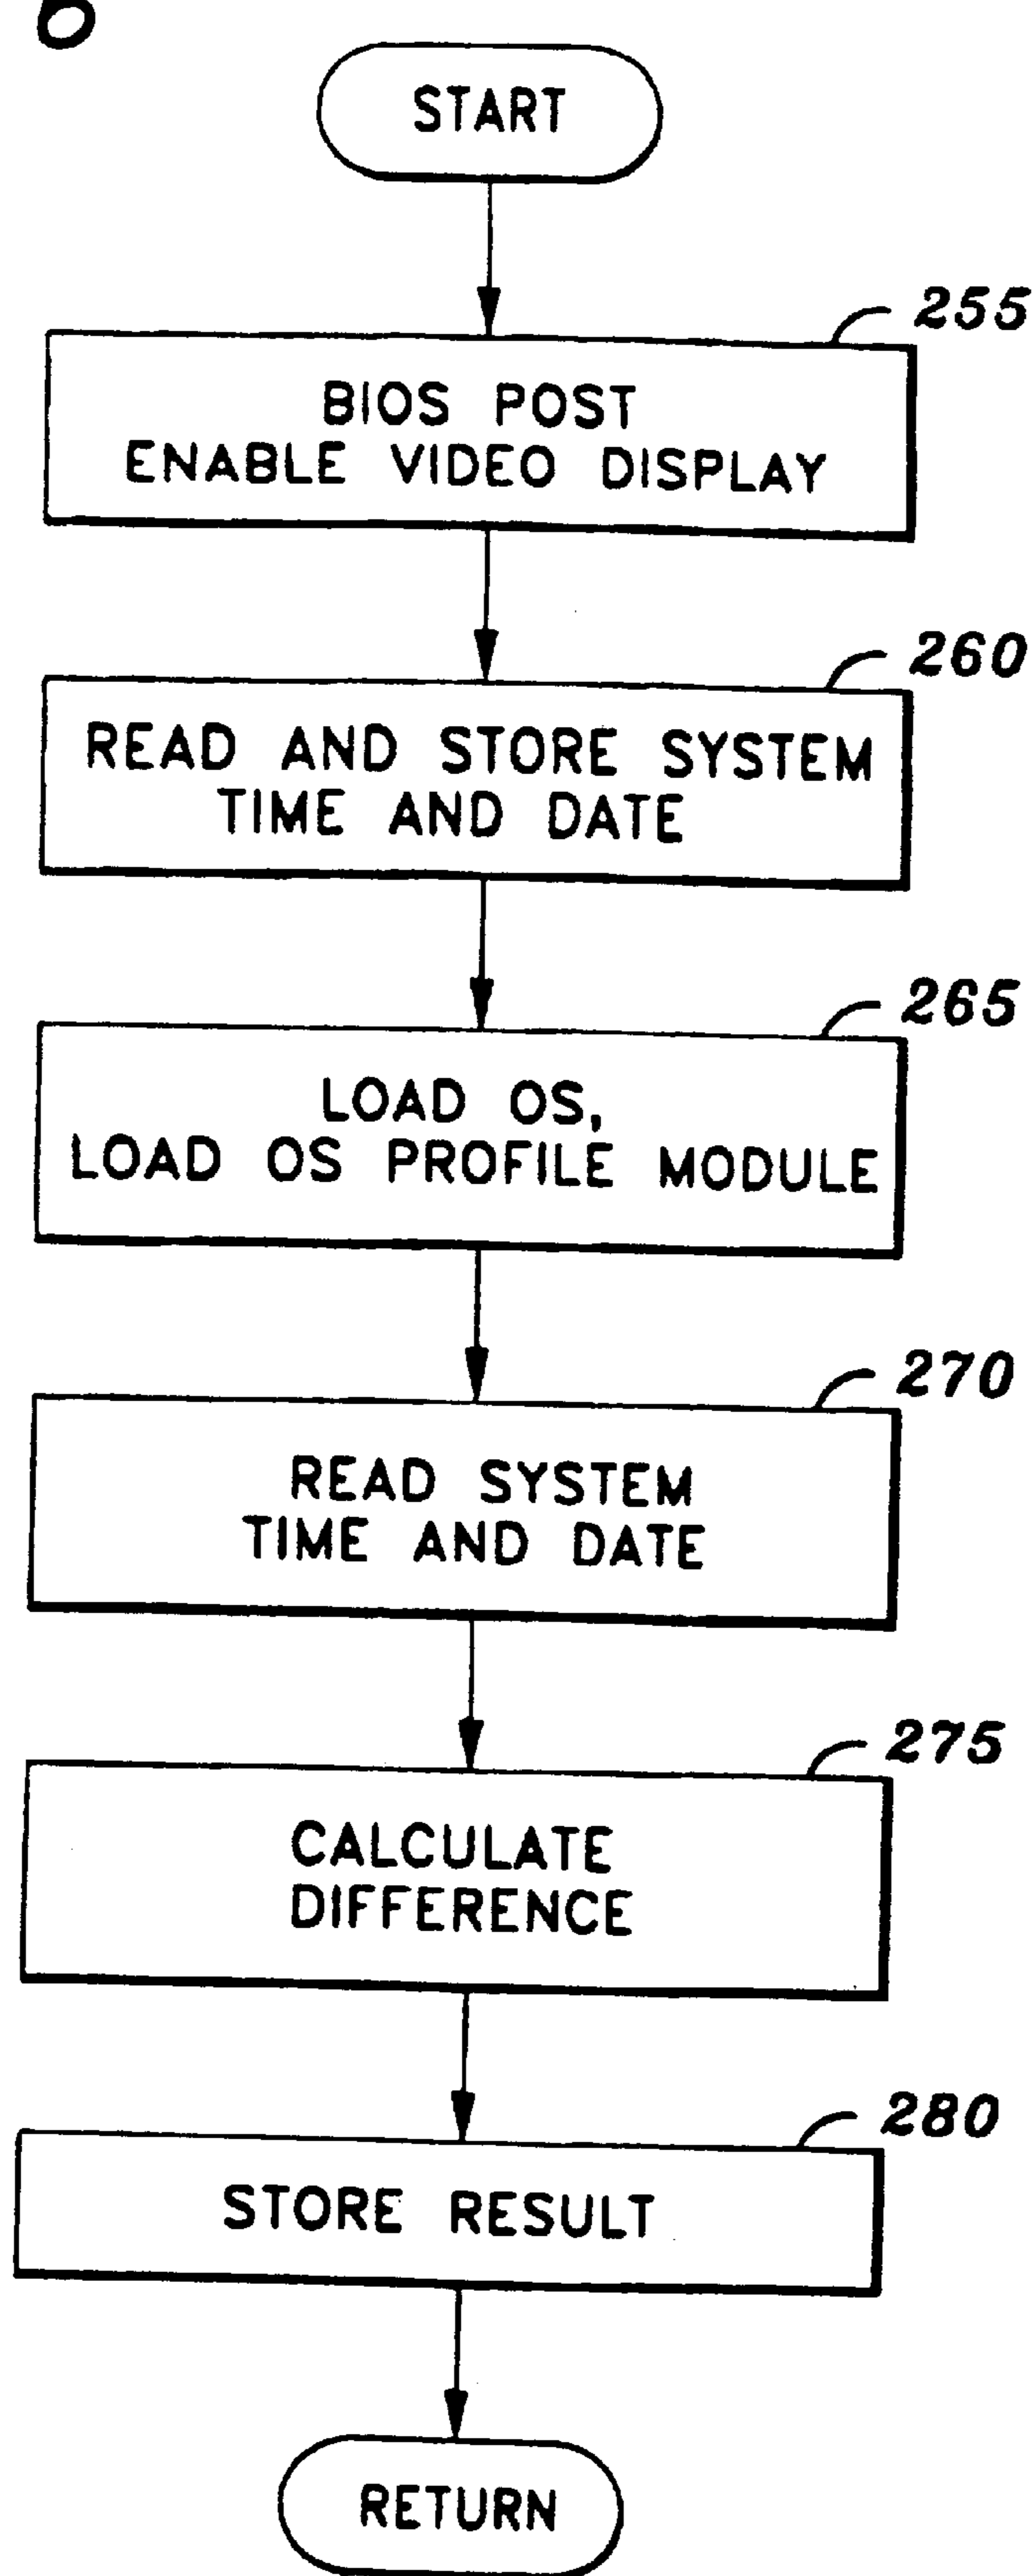 6
START
255
BIOS POST
ENABLE VIDEO DISPLAY
260
READ AND STORE SYSTEM
TIME AND DATE
265
LOAD OS,
LOAD OS PROFILE MODULE
270
READ SYSTEM
TIME AND DATE
275
CALCULATE
DIFFERENCE
280
STORE RESULT
RETURN